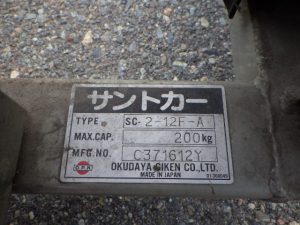 サントカー
TYPE SC-2-12F-A
MAX.CAP. 200kg
MFG.NO. C371612Y
OKUDAYA GIKEN CO.,LTD.
MADE IN JAPAN